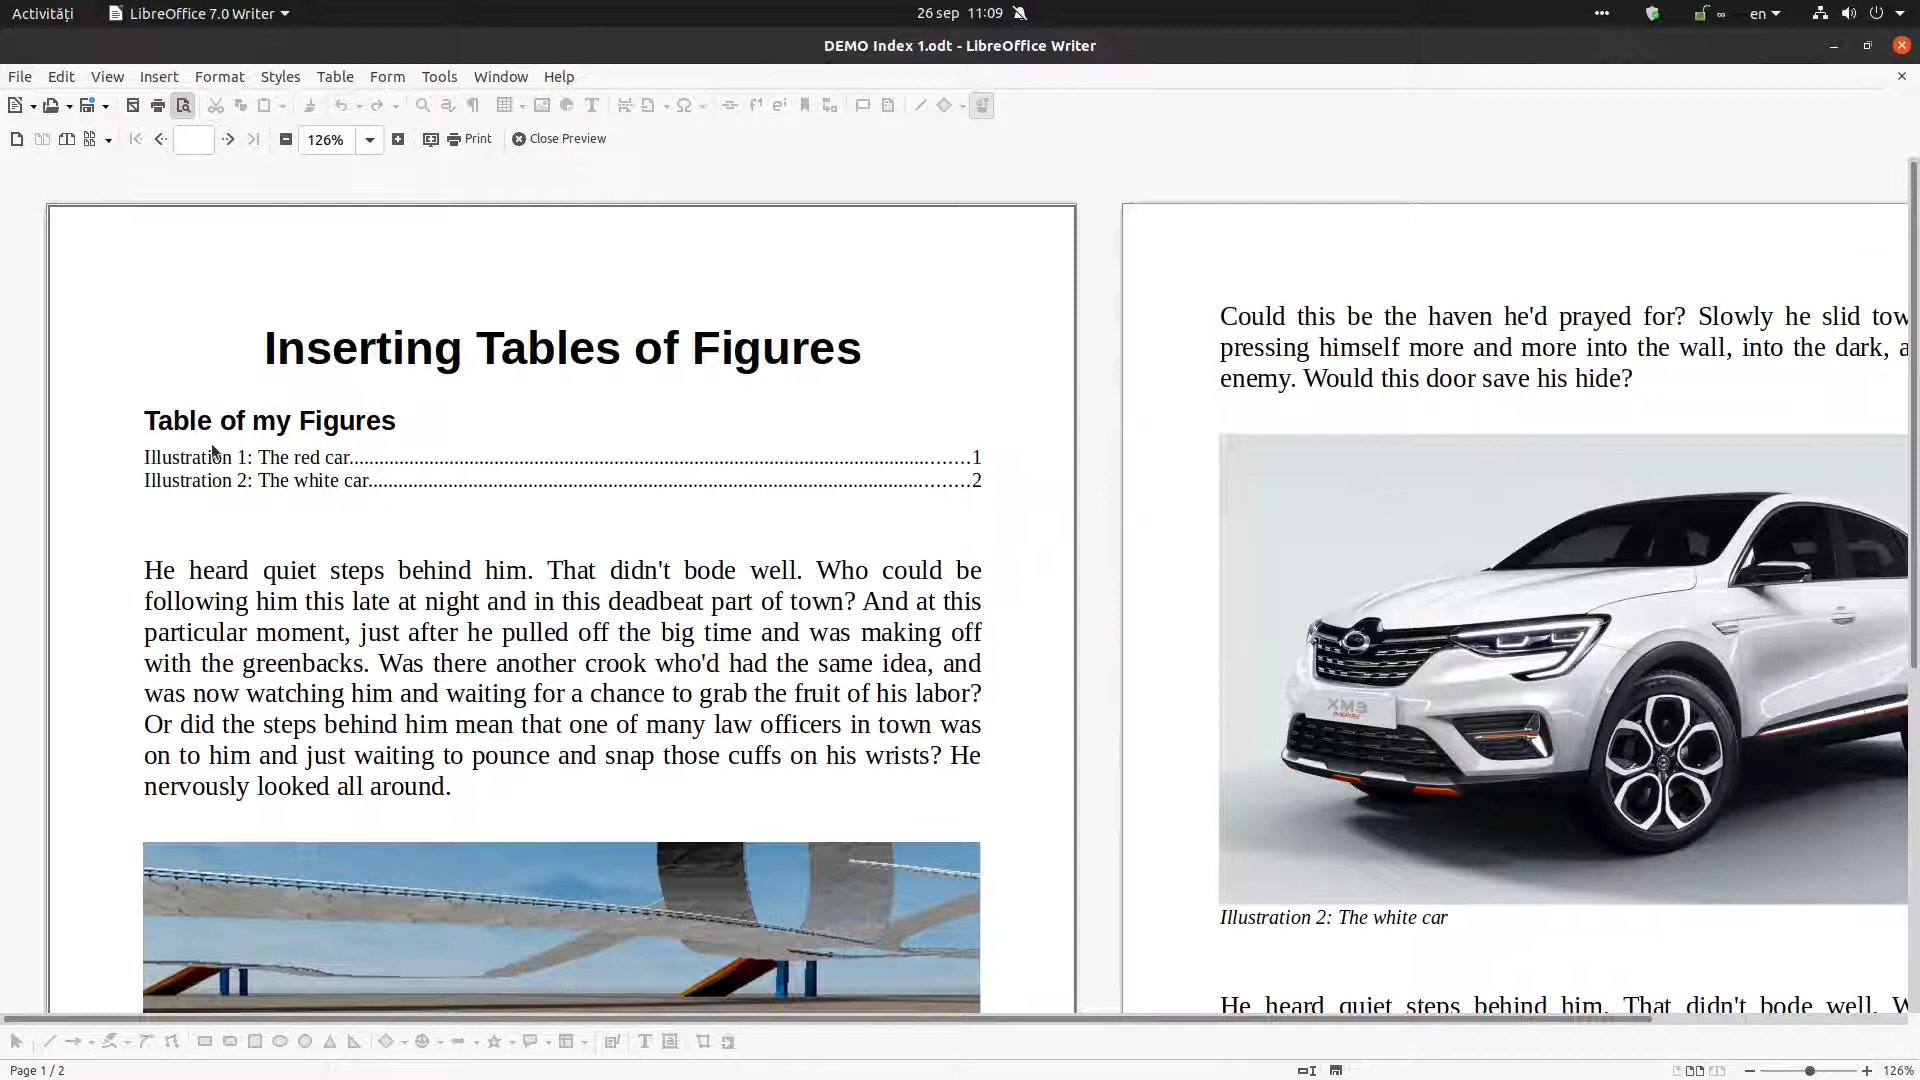 Activități
LibreOffice 7.0 Writer
26 sep 11:09
en
DEMO Index 1.odt - LibreOffice Writer
File Edit View Insert Format Styles Table Form Tools Window Help
126% Print Close Preview
Inserting Tables of Figures
Table of my Figures
Illustration 1: The red car........................................................................................................................1
Illustration 2: The white car....................................................................................................................2
He heard quiet steps behind him. That didn't bode well. Who could be
following him this late at night and in this deadbeat part of town? And at this
particular moment, just after he pulled off the big time and was making off
with the greenbacks. Was there another crook who'd had the same idea, and
was now watching him and waiting for a chance to grab the fruit of his labor?
Or did the steps behind him mean that one of many law officers in town was
on to him and just waiting to pounce and snap those cuffs on his wrists? He
nervously looked all around.
Could this be the haven he'd prayed for? Slowly he slid tow
pressing himself more and more into the wall, into the dark, a
enemy. Would this door save his hide?
XM3
INSPIRE
Illustration 2: The white car
He heard quiet steps behind him. That didn't bode well. W
Page 1 / 2
126%